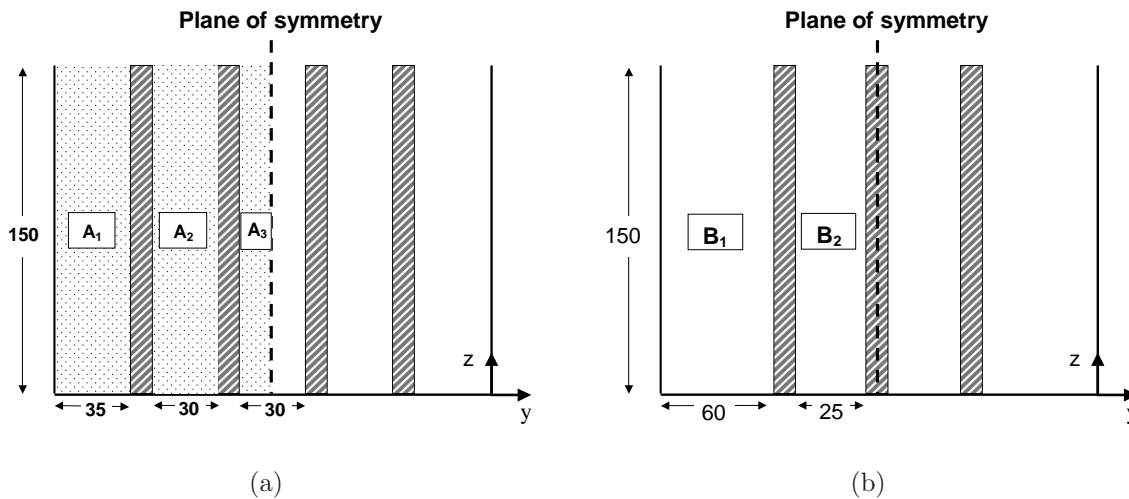 Plane of symmetry
150
A1
A2
A3
z
y
35
30
30
(a)
Plane of symmetry
150
B1
B2
z
y
60
25
(b)